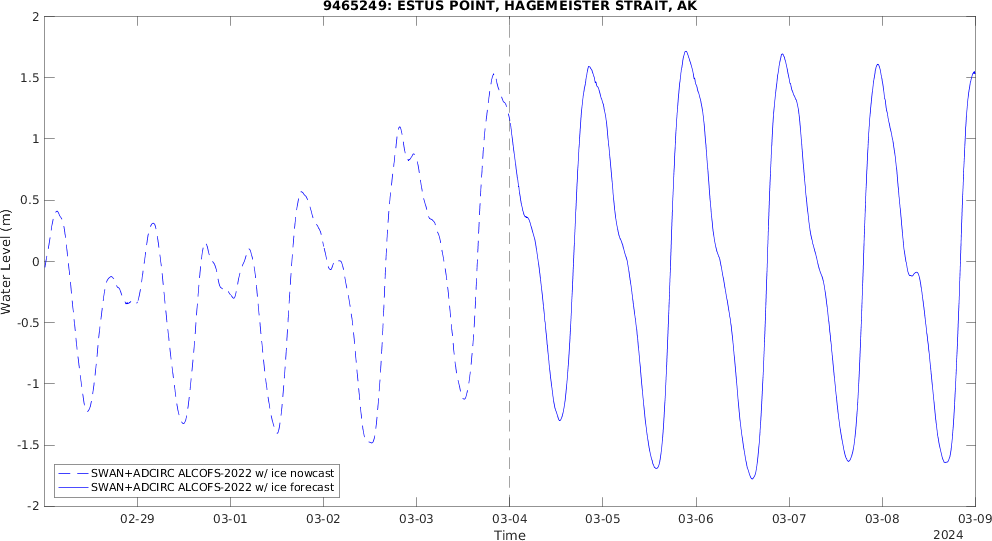 9465249: ESTUS POINT, HAGEMEISTER STRAIT, AK
2
1.5
1
0.5
0
-0.5
-1
-1.5
-2
Water Level (m)
SWAN+ADCIRC ALCOFS-2022 w/ ice nowcast
SWAN+ADCIRC ALCOFS-2022 w/ ice forecast
02-29 03-01 03-02 03-03 03-04 03-05 03-06 03-07 03-08 03-09
Time 2024